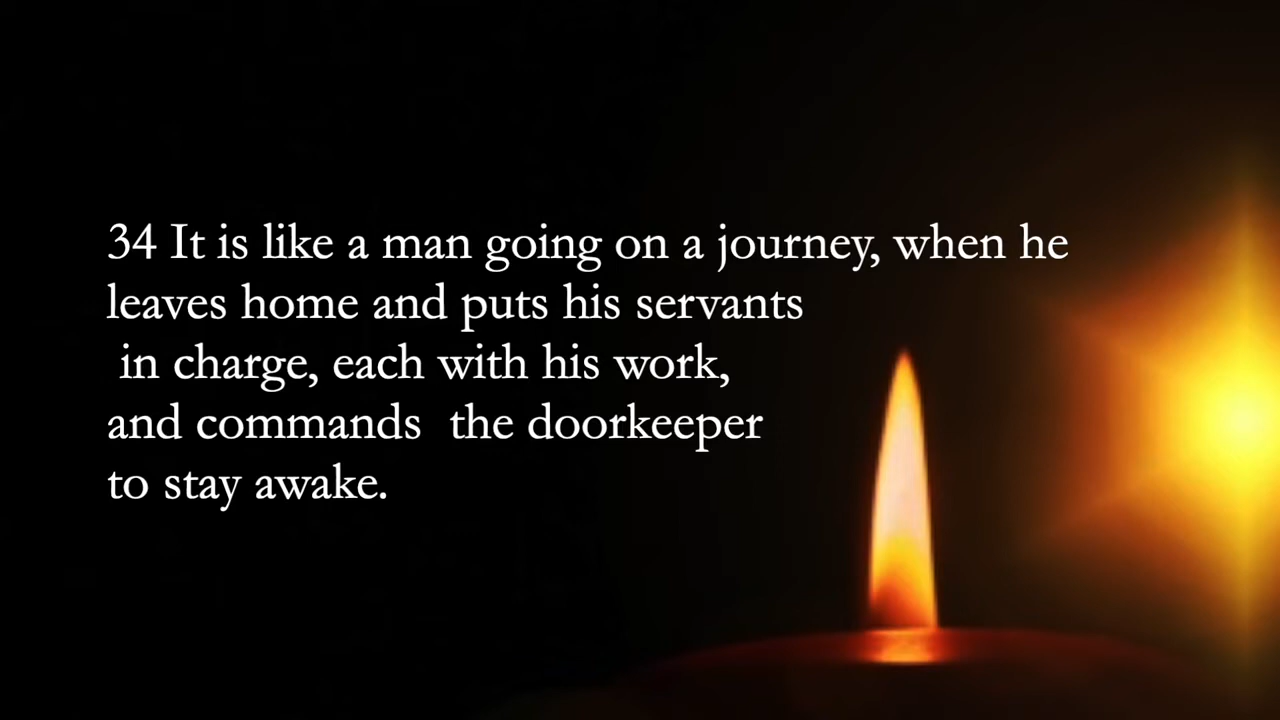 34 It is like a man going on a journey, when he
leaves home and puts his servants
in charge, each with his work,
and commands  the doorkeeper
to stay awake.